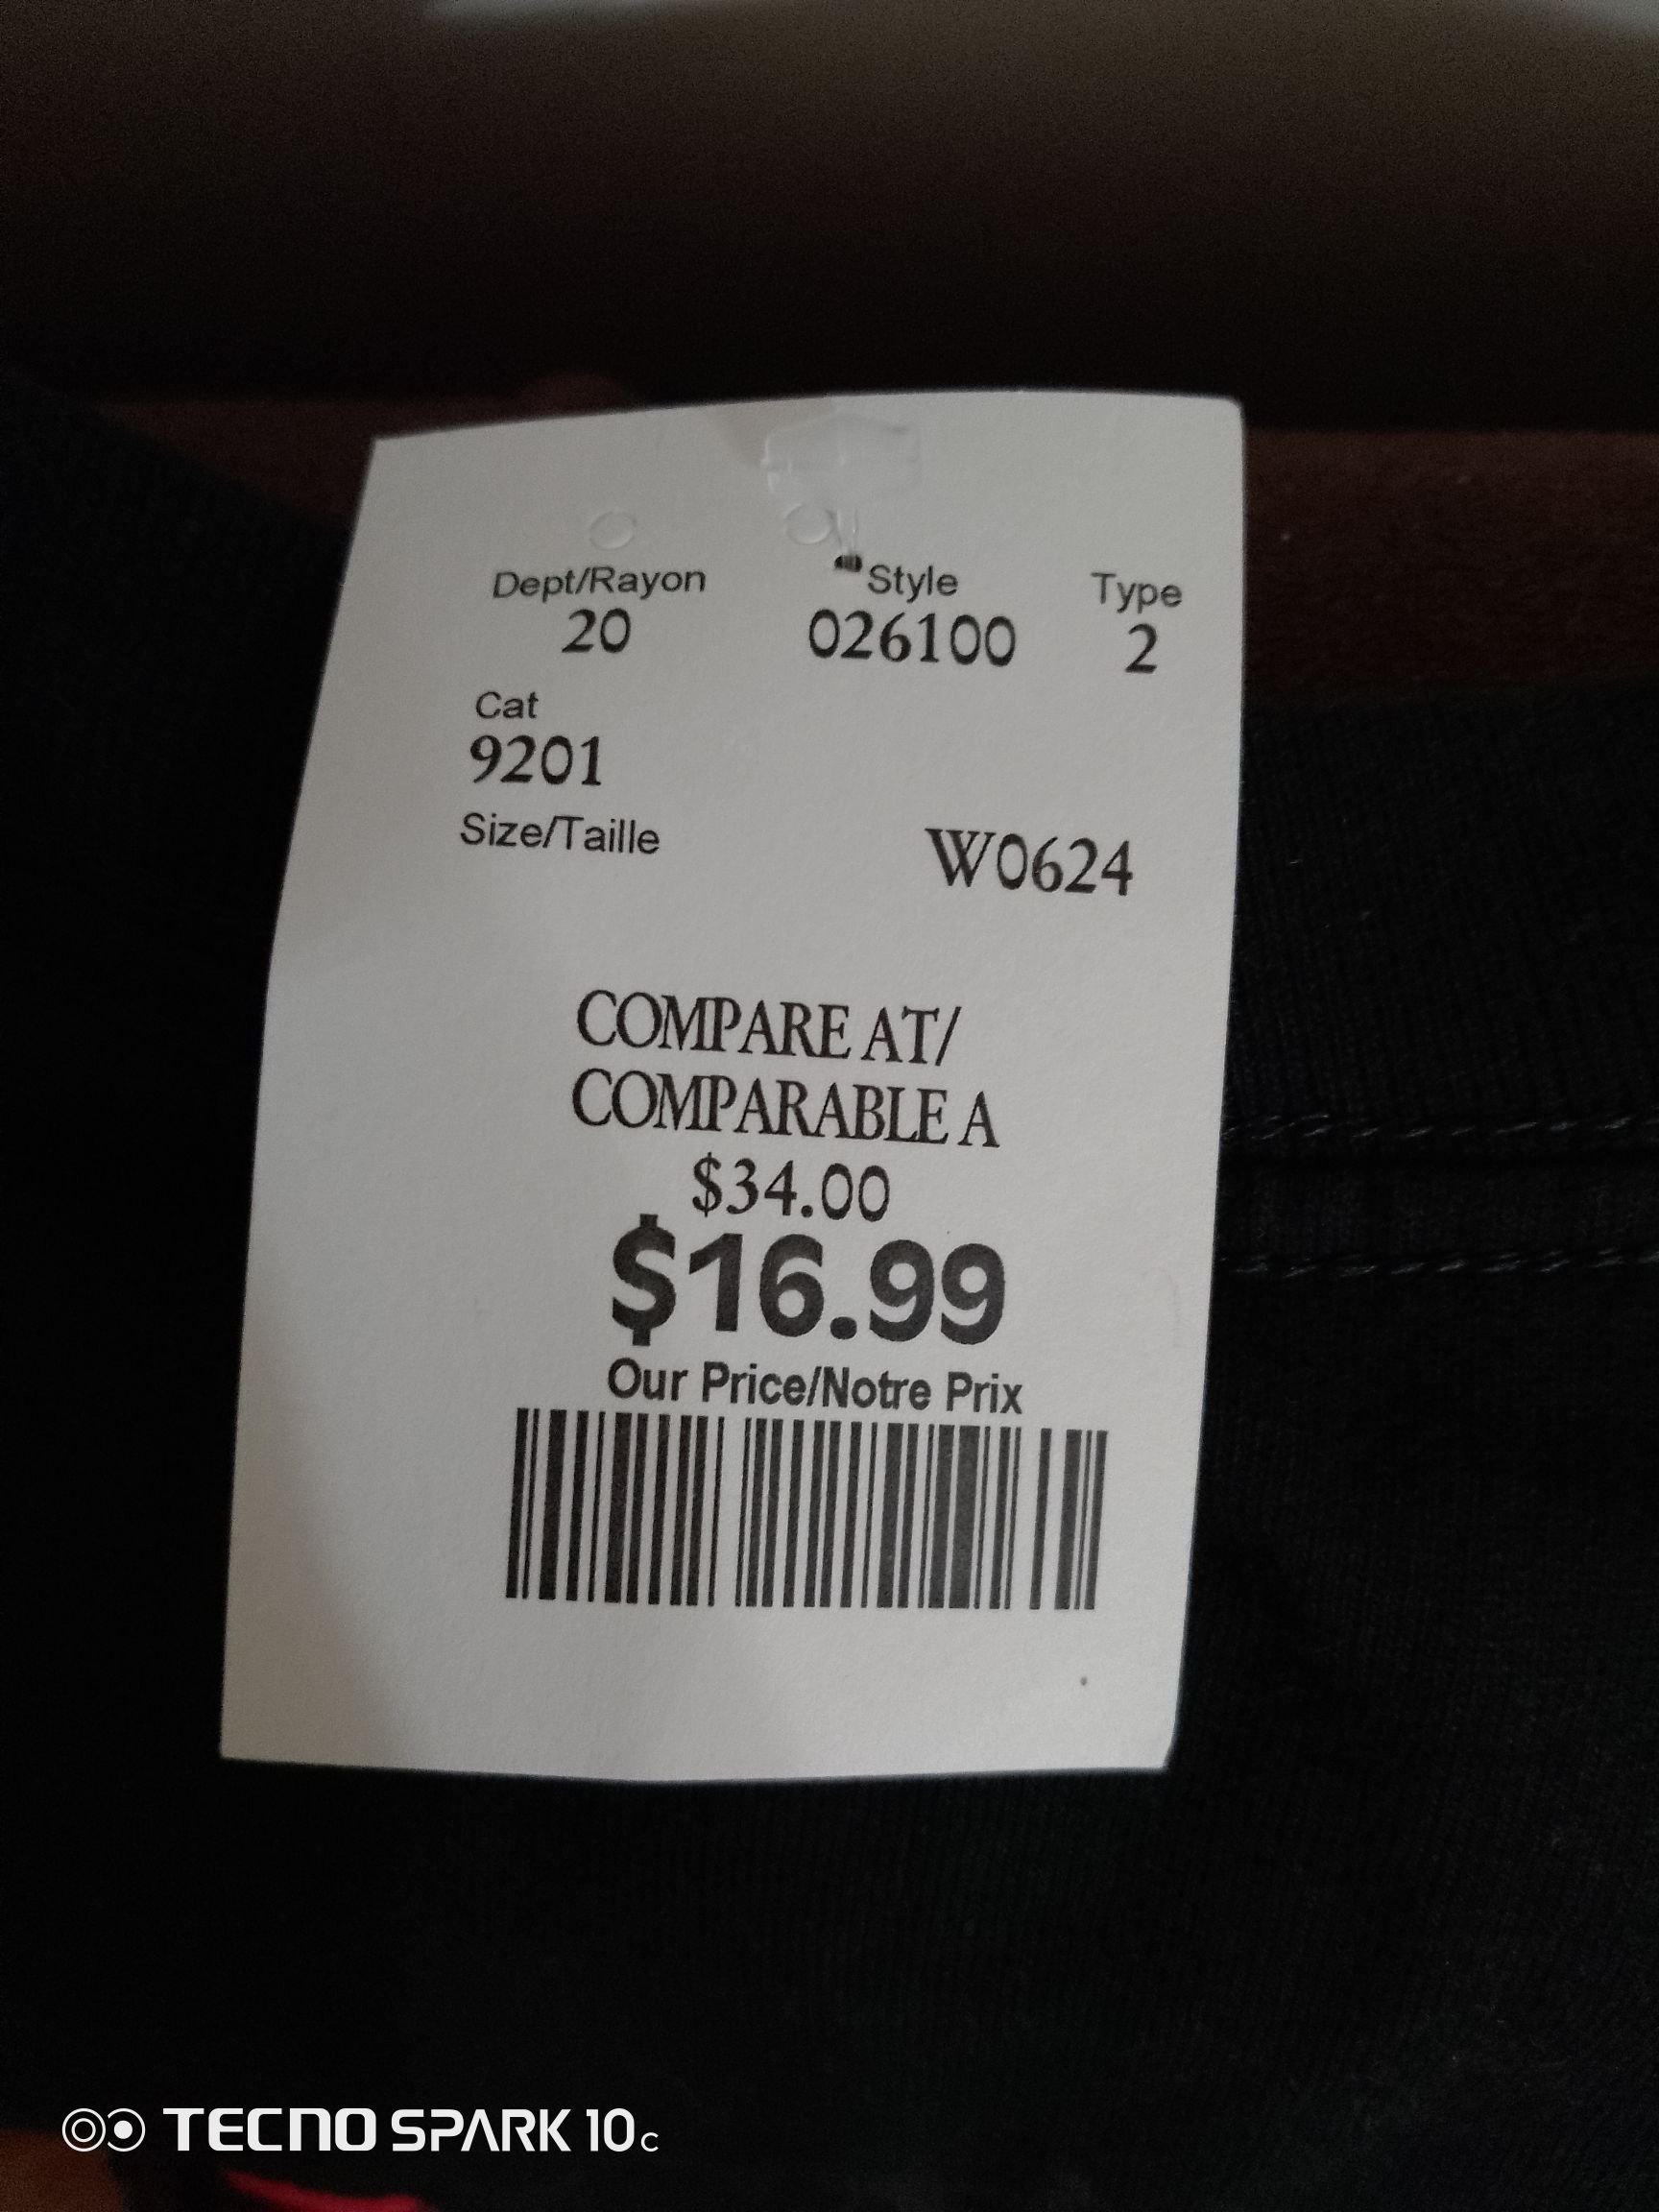 Dept/Rayon Style Type
20 026100 2
Cat
9201
Size/Taille W0624
COMPARE AT/
COMPARABLE A
$34.00
$16.99
Our Price/Notre Prix
TECNO SPARK 10C